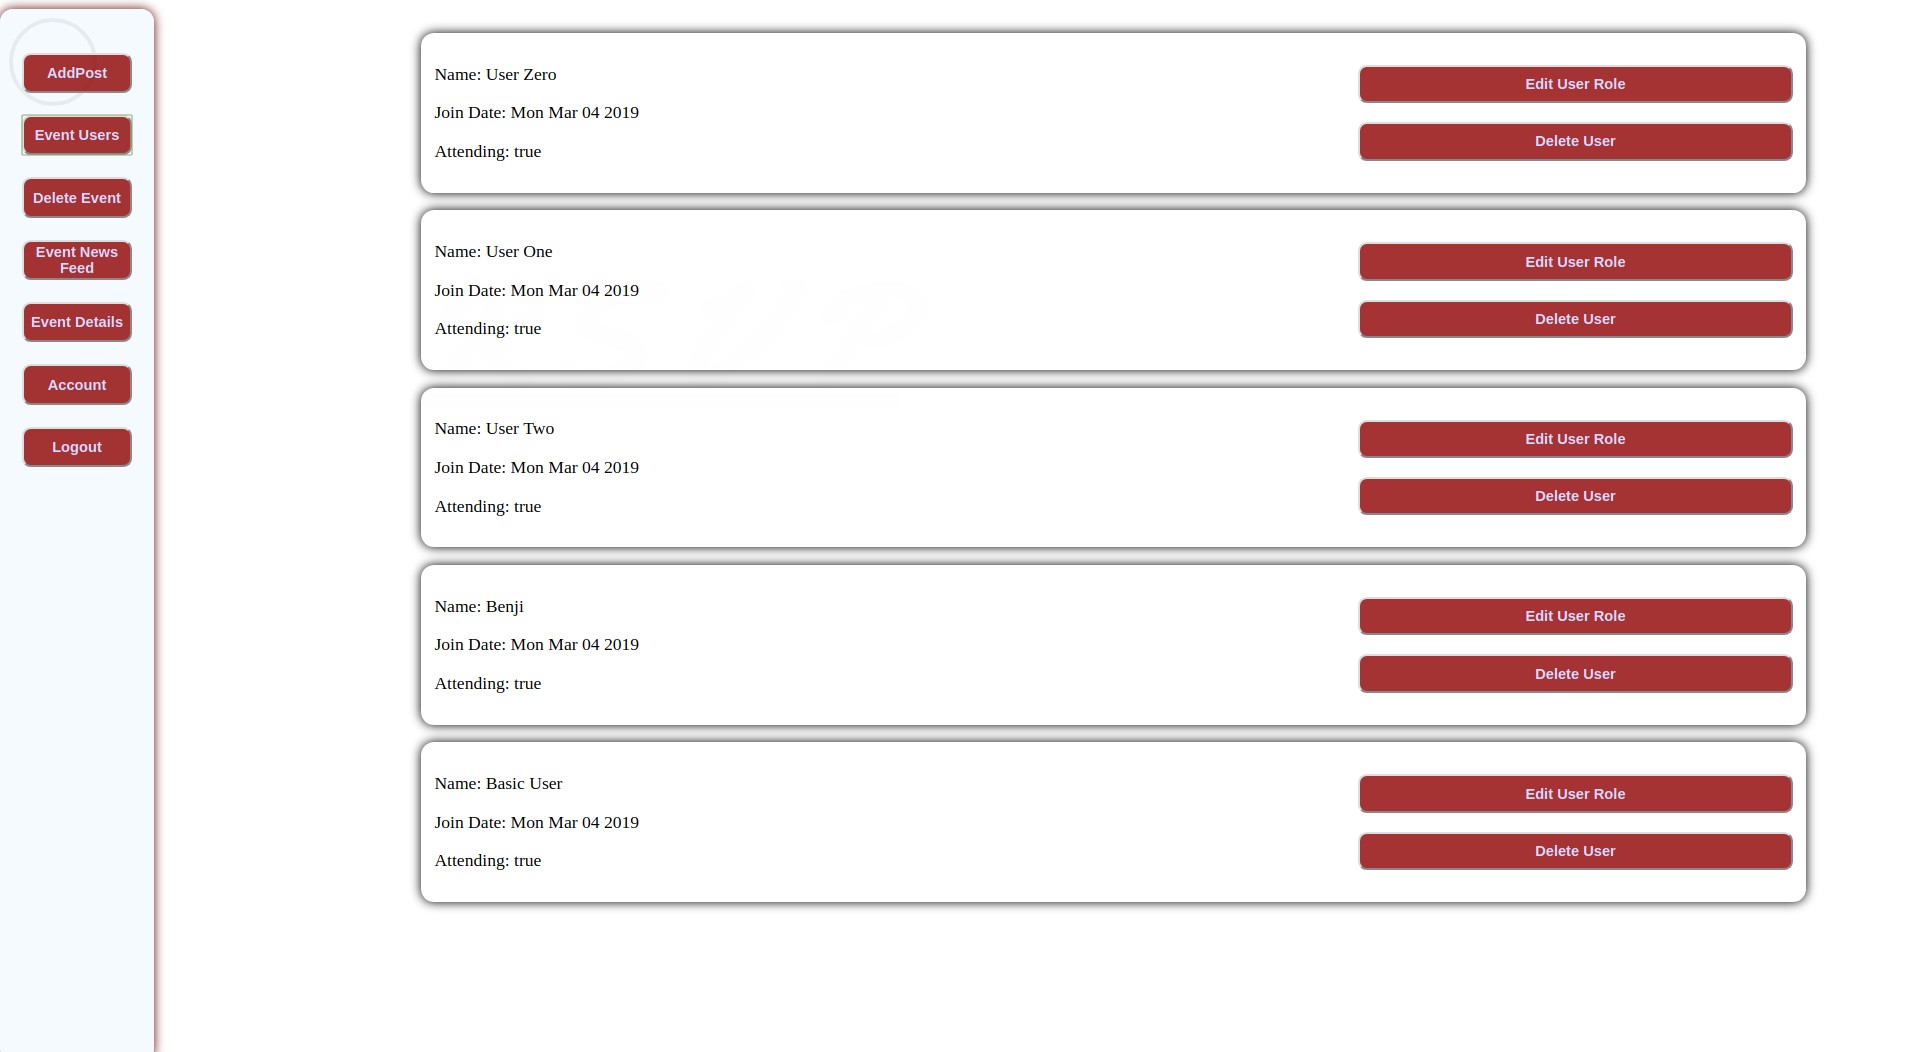 AddPost
Event Users
Delete Event
Event News
Feed
Event Details
Account
Logout
Name: User Zero
Join Date: Mon Mar 04 2019
Attending: true
Edit User Role
Delete User
Name: User One
Join Date: Mon Mar 04 2019
Attending: true
Edit User Role
Delete User
Name: User Two
Join Date: Mon Mar 04 2019
Attending: true
Edit User Role
Delete User
Name: Benji
Join Date: Mon Mar 04 2019
Attending: true
Edit User Role
Delete User
Name: Basic User
Join Date: Mon Mar 04 2019
Attending: true
Edit User Role
Delete User